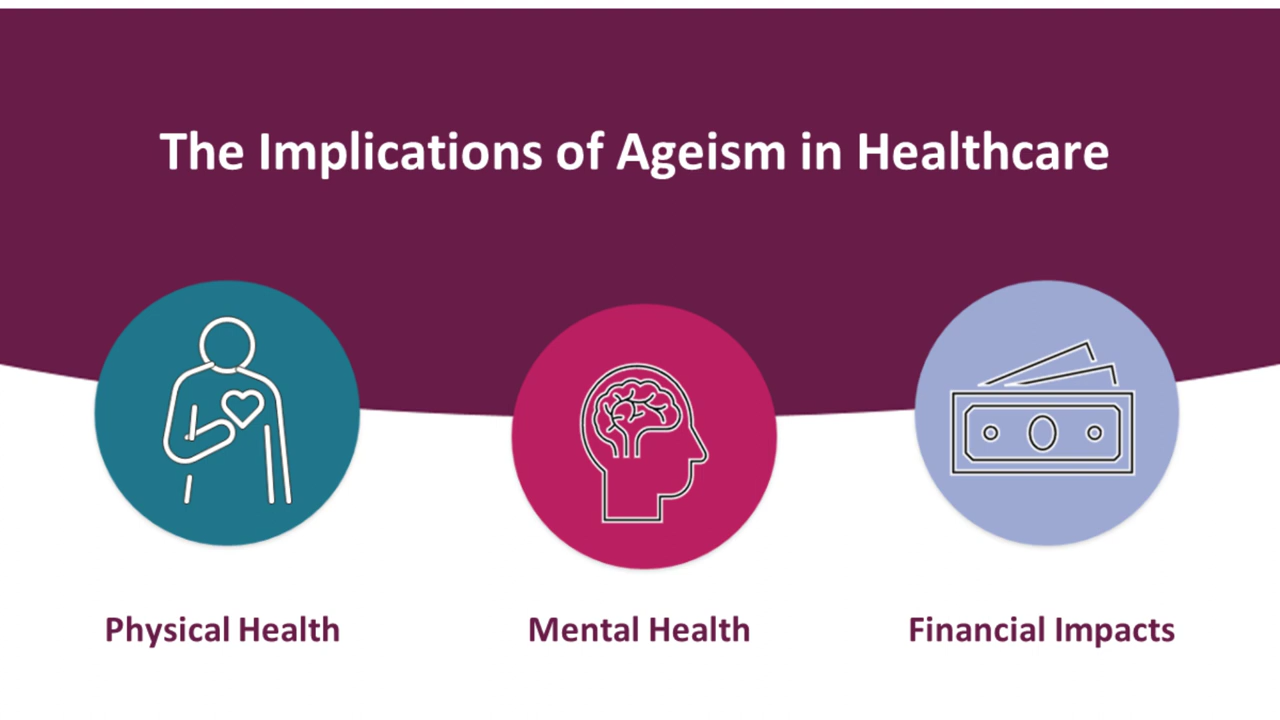 The Implications of Ageism in Healthcare
Physical Health
Mental Health
Financial Impacts